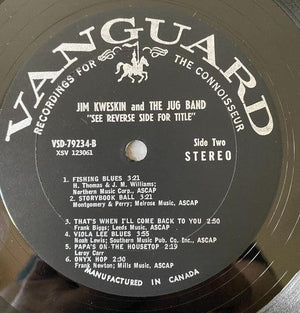 VANGUARD
RECORDINGS FOR THE CONNOISSEUR
JIM KWESKIN and THE JUG BAND
"SEE REVERSE SIDE FOR TITLE"
VSD-79234-B
Side Two
XSV 123061
STEREO
1. FISHING BLUES 3:21
H. Thomas & J. M. Williams;
Northern Music Corp., ASCAP
2. STORYBOOK BALL 3:21
Montgomery & Perry; Melrose Music, ASCAP
3. THAT'S WHEN I'LL COME BACK TO YOU 2:50
Frank Biggs; Leeds Music, ASCAP
4. VIOLA LEE BLUES 3:55
Noah Lewis; Southern Music Pub. Co., Inc., ASCAP
5. PAPA'S ON THE HOUSETOP 2:19
Leroy Carr
6. ONYX HOP 2:30
Frank Newton; Mills Music, ASCAP
MANUFACTURED IN CANADA